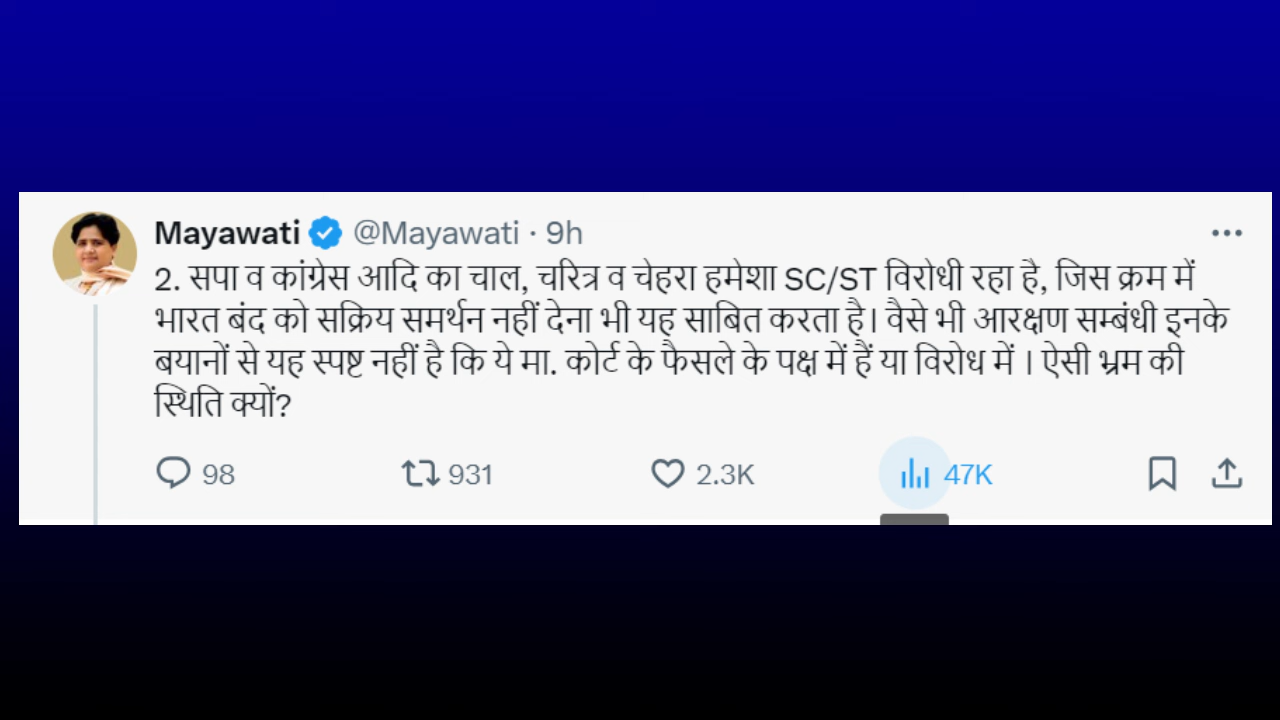 Mayawati @Mayawati · 9h
2. सपा व कांग्रेस आदि का चाल, चरित्र व चेहरा हमेशा SC/ST विरोधी रहा है, जिस क्रम में
भारत बंद को सक्रिय समर्थन नहीं देना भी यह साबित करता है। वैसे भी आरक्षण सम्बंधी इनके
बयानों से यह स्पष्ट नहीं है कि ये मा. कोर्ट के फैसले के पक्ष में हैं या विरोध में । ऐसी भ्रम की
स्थिति क्यों?
98 931 2.3K 47K